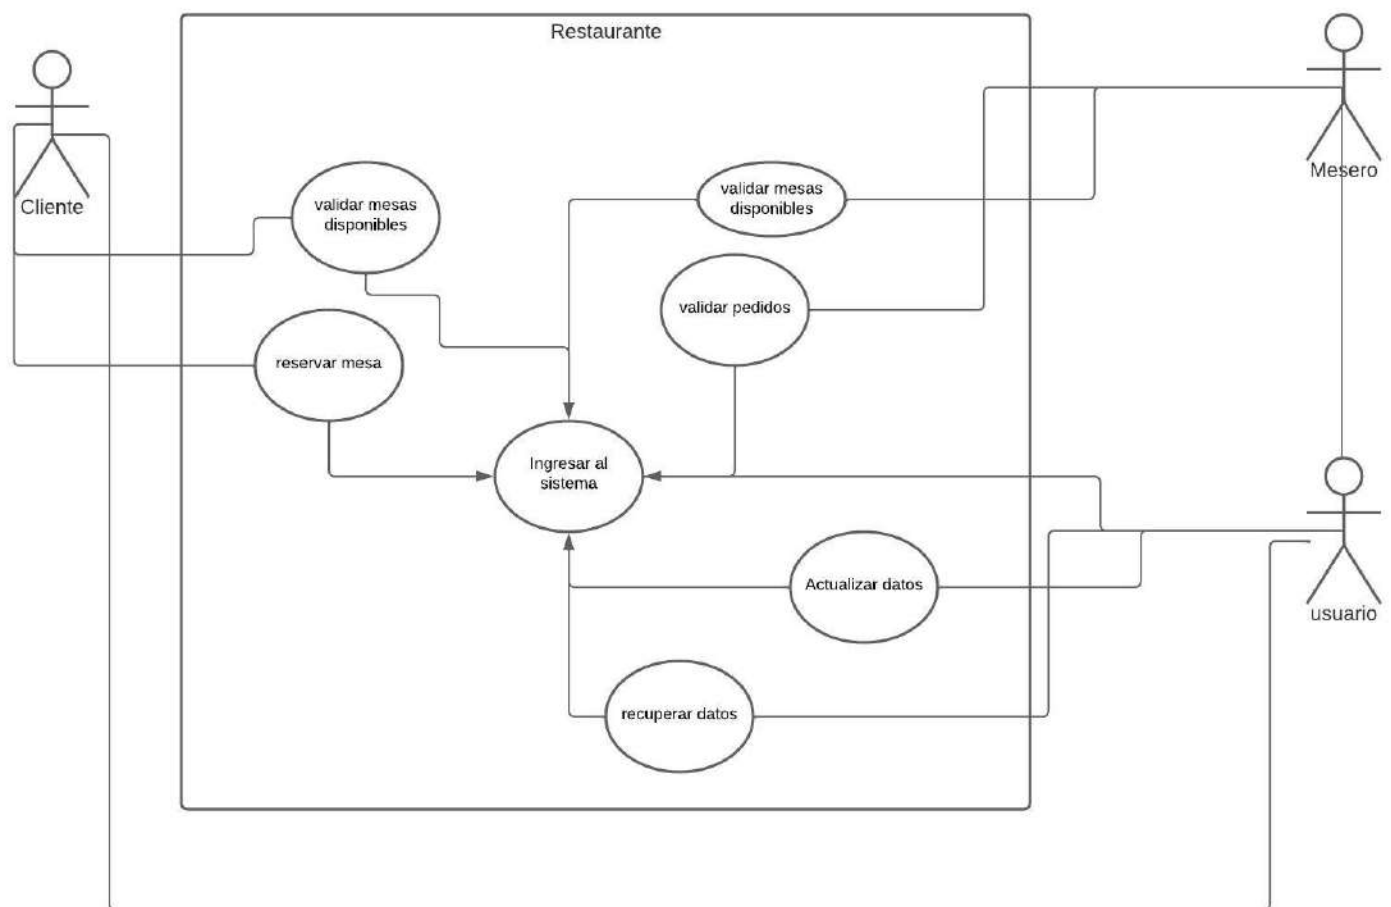 Restaurante
Cliente
Mesero
validar mesas
disponibles
validar mesas
disponibles
validar pedidos
reservar mesa
Ingresar al
sistema
Actualizar datos
usuario
recuperar datos